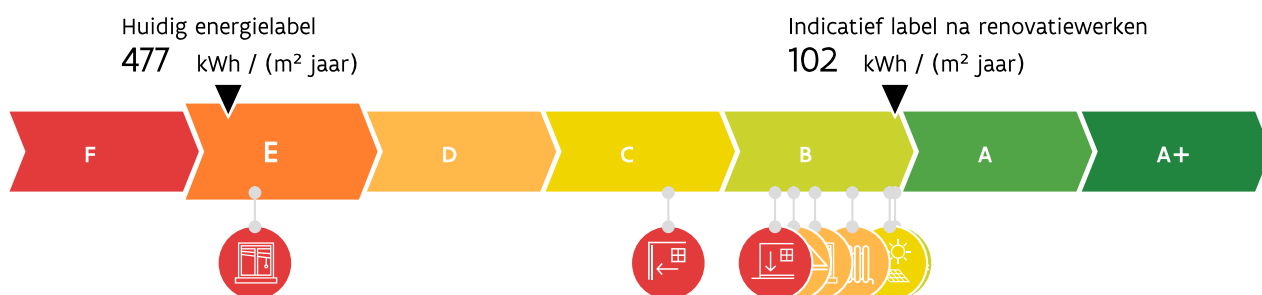 Huidig energielabel
477 kWh / (m² jaar)
Indicatief label na renovatiewerken
102 kWh / (m² jaar)
F E D C B A A+